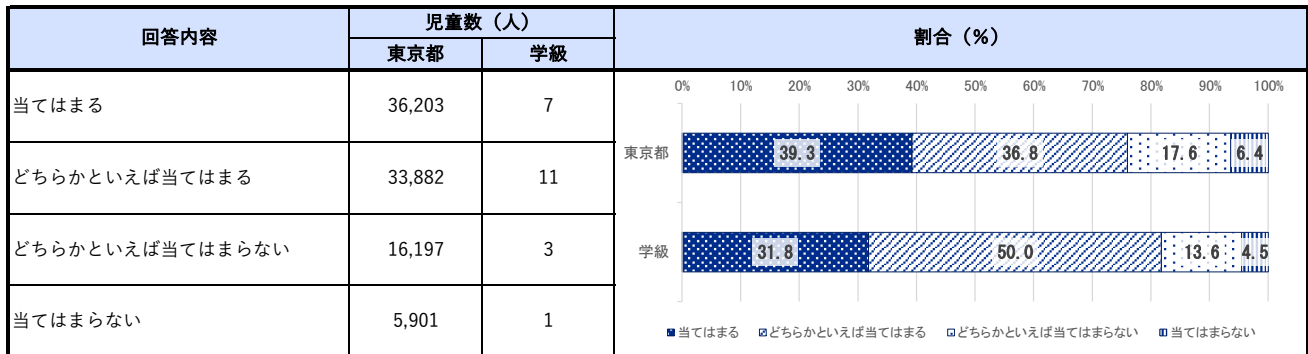 回答内容
児童数（人）
割合（%）
東京都
学級
当てはまる
36,203
7
どちらかといえば当てはまる
33,882
11
どちらかといえば当てはまらない
16,197
3
当てはまらない
5,901
1
0% 10% 20% 30% 40% 50% 60% 70% 80% 90% 100%
東京都 39.3 36.8 17.6 6.4
学級 31.8 50.0 13.6 4.5
当てはまる どちらかといえば当てはまる どちらかといえば当てはまらない 当てはまらない